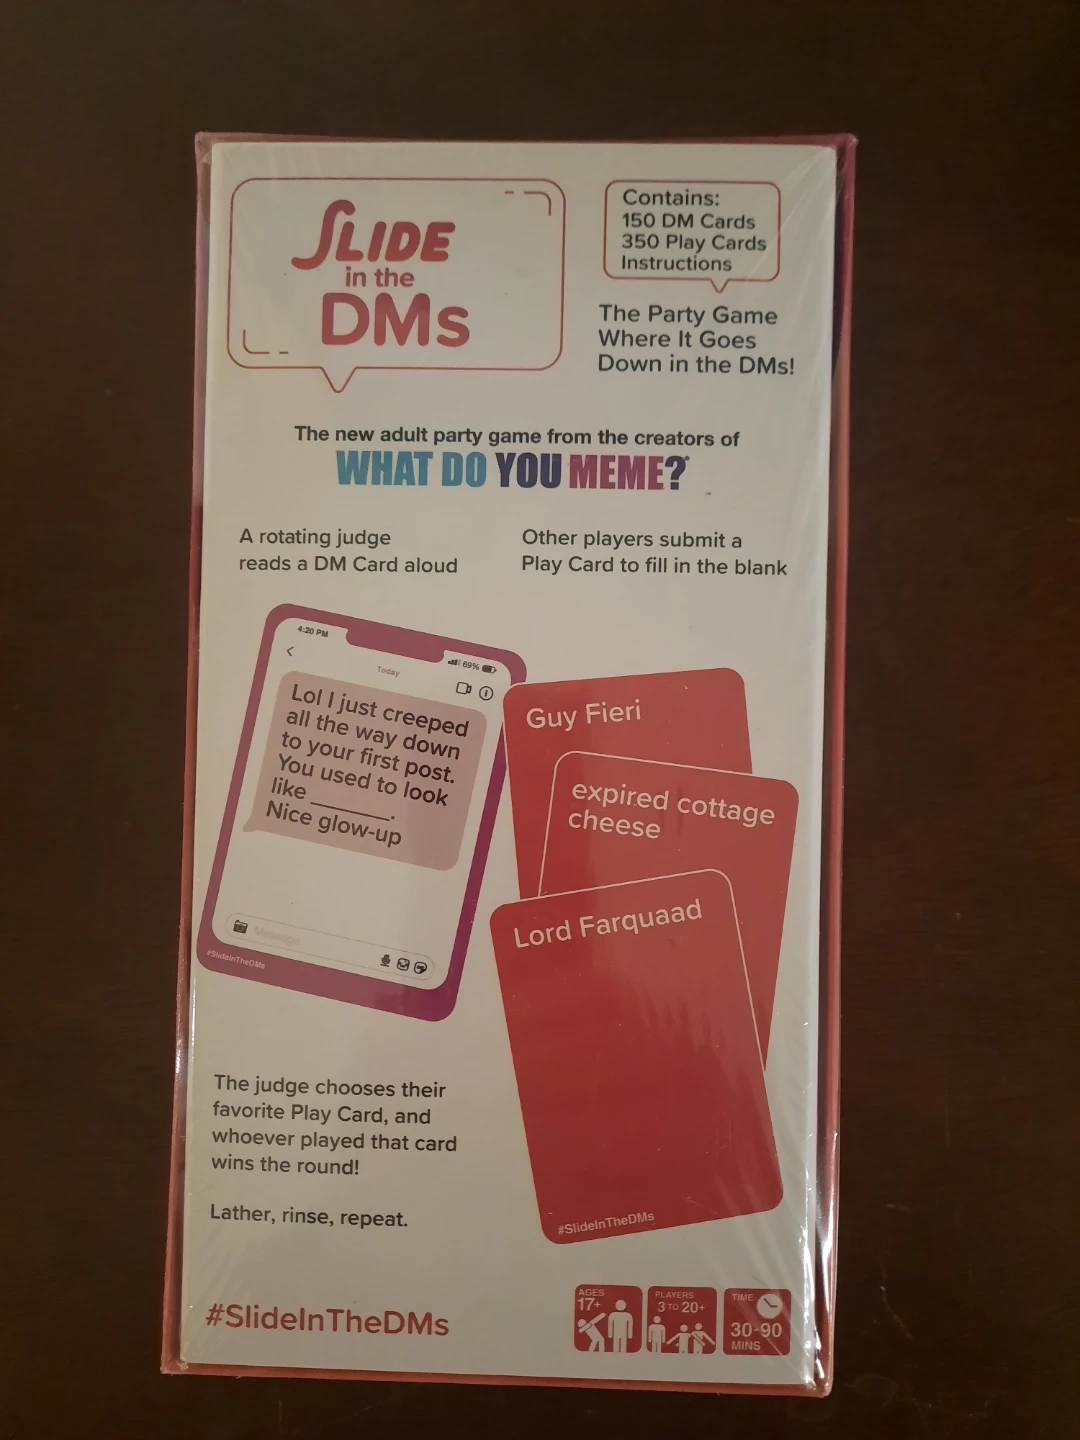 SLIDE
in the
DMs
Contains:
150 DM Cards
350 Play Cards
Instructions
The Party Game
Where It Goes
Down in the DMs!
The new adult party game from the creators of
WHAT DO YOU MEME?
A rotating judge
reads a DM Card aloud
Other players submit a
Play Card to fill in the blank
4:20 PM
69%
Today
Lol I just creeped
all the way down
to your first post.
You used to look
like ______.
Nice glow-up
Message
#SlideInTheDMs
Guy Fieri
expired cottage
cheese
Lord Farquaad
#SlideInTheDMs
The judge chooses their
favorite Play Card, and
whoever played that card
wins the round!
Lather, rinse, repeat.
#SlideInTheDMs
AGES
17+
PLAYERS
3 TO 20+
TIME
30-90
MINS